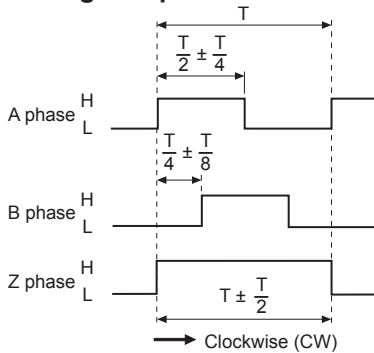 T
T/2 ± T/4
A phase H
L
T/4 ± T/8
B phase H
L
Z phase H
L
T ± T/2
Clockwise (CW)